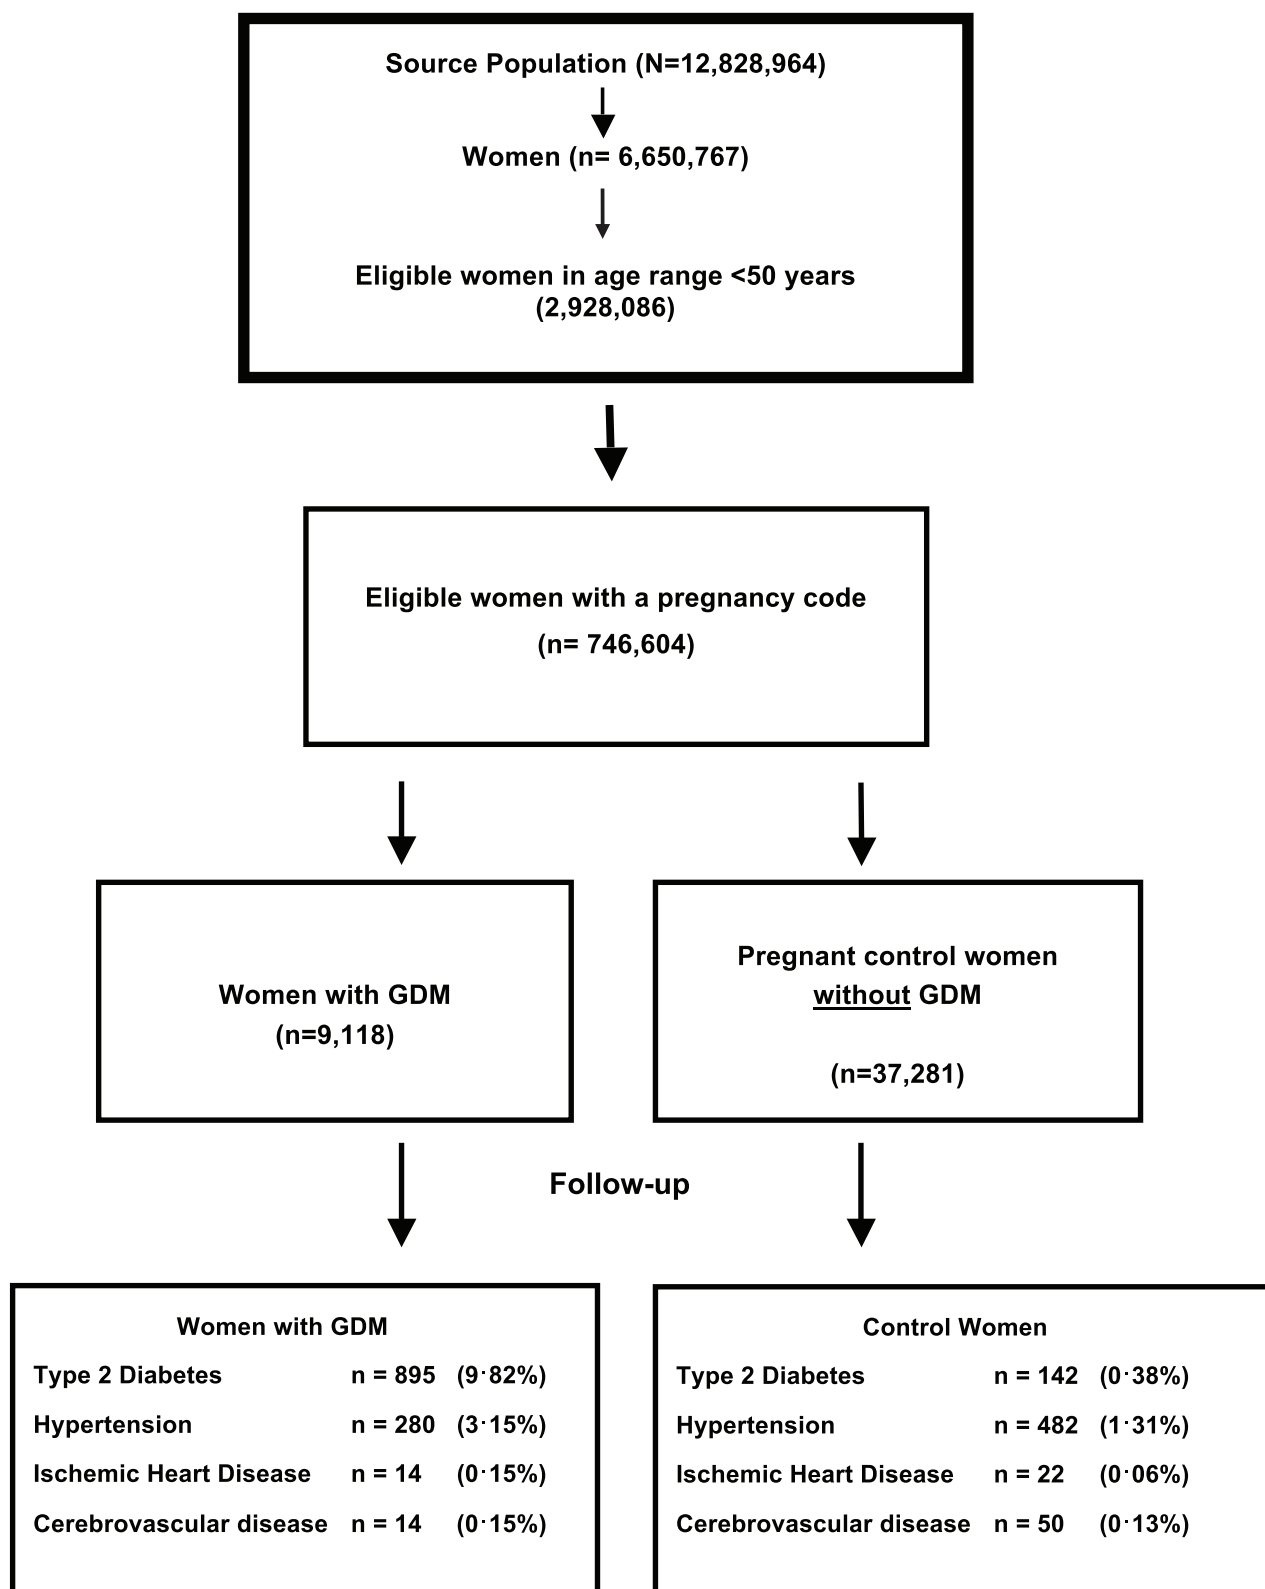 Source Population (N=12,828,964)
Women (n= 6,650,767)
Eligible women in age range <50 years
(2,928,086)
Eligible women with a pregnancy code
(n= 746,604)
Women with GDM
(n=9,118)
Pregnant control women
without GDM
(n=37,281)
Follow-up
Women with GDM
Type 2 Diabetes n = 895 (9·82%)
Hypertension n = 280 (3·15%)
Ischemic Heart Disease n = 14 (0·15%)
Cerebrovascular disease n = 14 (0·15%)
Control Women
Type 2 Diabetes n = 142 (0·38%)
Hypertension n = 482 (1·31%)
Ischemic Heart Disease n = 22 (0·06%)
Cerebrovascular disease n = 50 (0·13%)